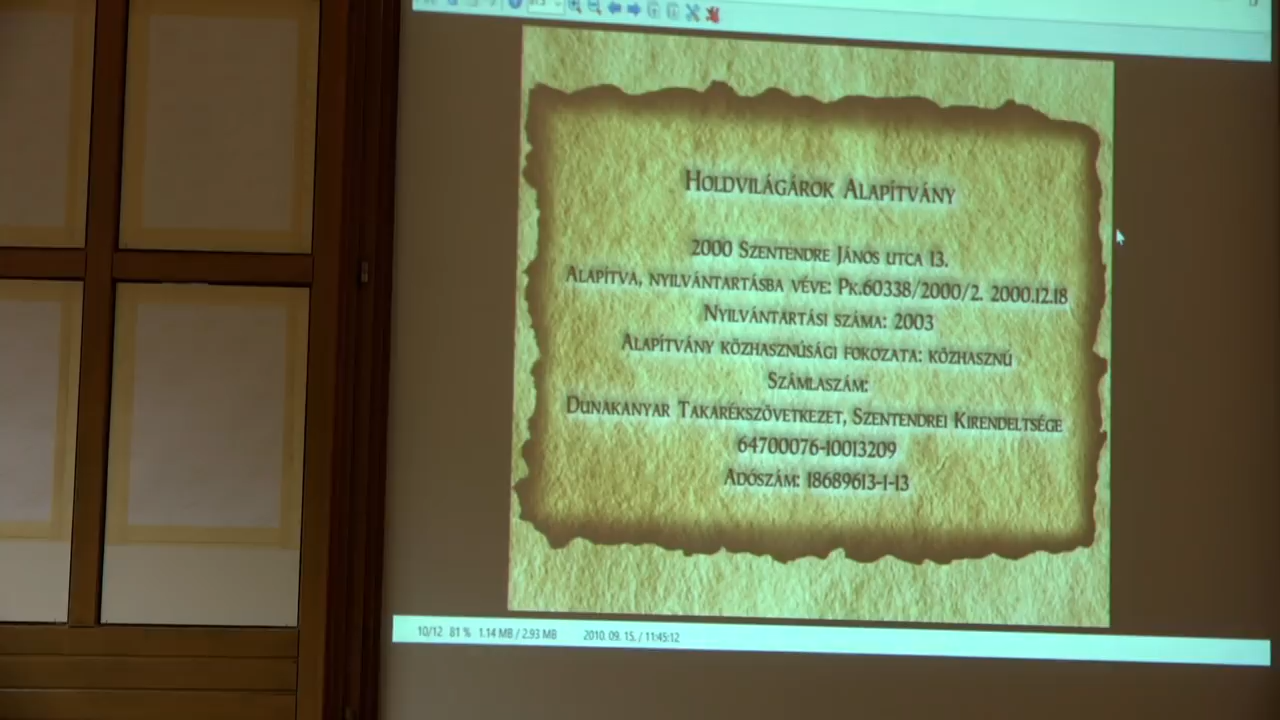 Holdvilágárok Alapítvány
2000 Szentendre János utca 13.
Alapítva, nyilvántartásba véve: Pk.60338/2000/2. 2000.12.18
Nyilvántartási száma: 2003
Alapítvány közhasznúsági fokozata: közhasznú
Számlaszám:
Dunakanyar Takarékszövetkezet, Szentendrei Kirendeltsége
64700076-10013209
Adószám: 18689613-1-13
10/12 81 % 1.14 MB / 2.93 MB 2010. 09. 15. / 11:45:12